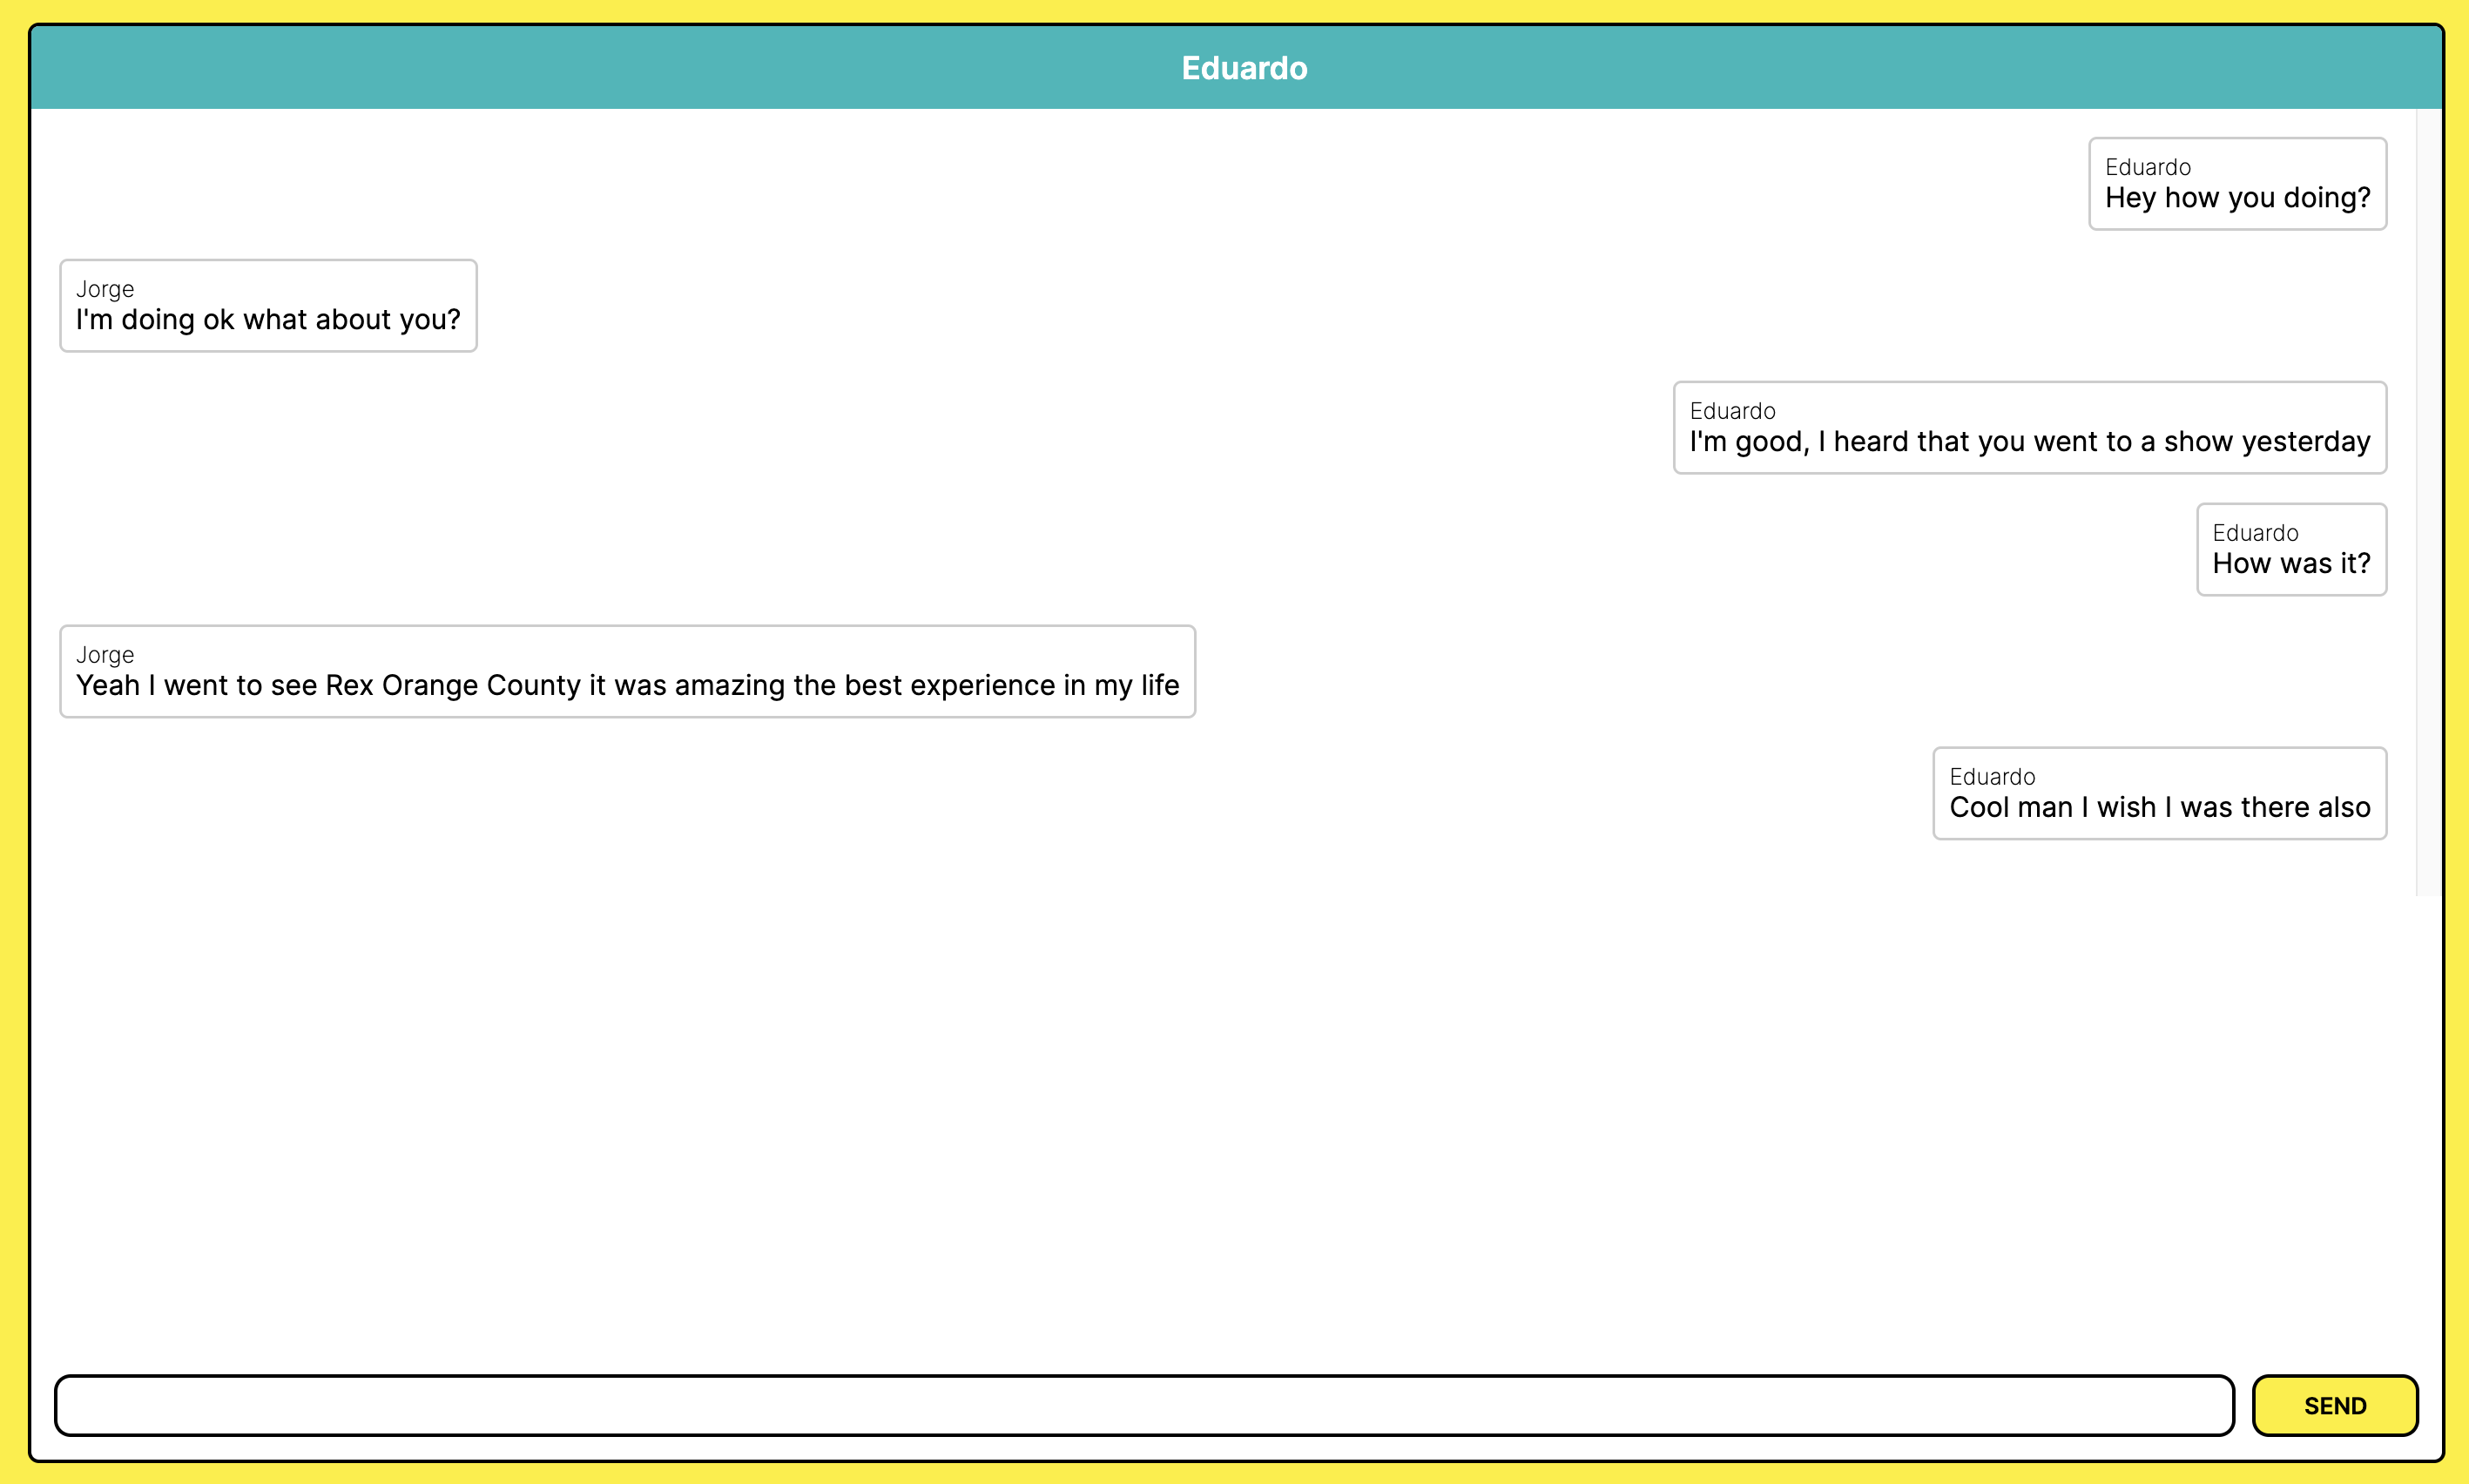 Eduardo
Eduardo
Hey how you doing?
Jorge
I'm doing ok what about you?
Eduardo
I'm good, I heard that you went to a show yesterday
Eduardo
How was it?
Jorge
Yeah I went to see Rex Orange County it was amazing the best experience in my life
Eduardo
Cool man I wish I was there also
SEND